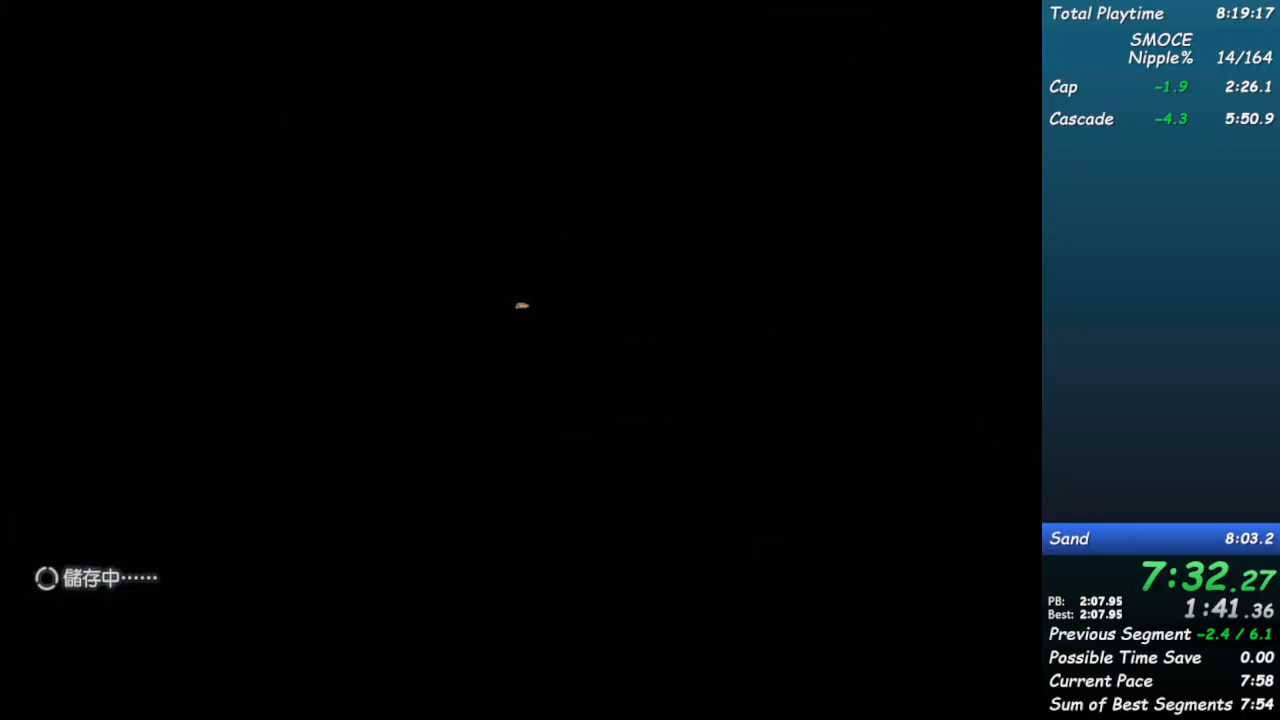 Total Playtime 8:19:17
SMOCE
Nipple% 14/164
Cap -1.9 2:26.1
Cascade -4.3 5:50.9
儲存中……
Sand 8:03.2
7:32.27
PB: 2:07.95
Best: 2:07.95
1:41.36
Previous Segment -2.4 / 6.1
Possible Time Save 0.00
Current Pace 7:58
Sum of Best Segments 7:54